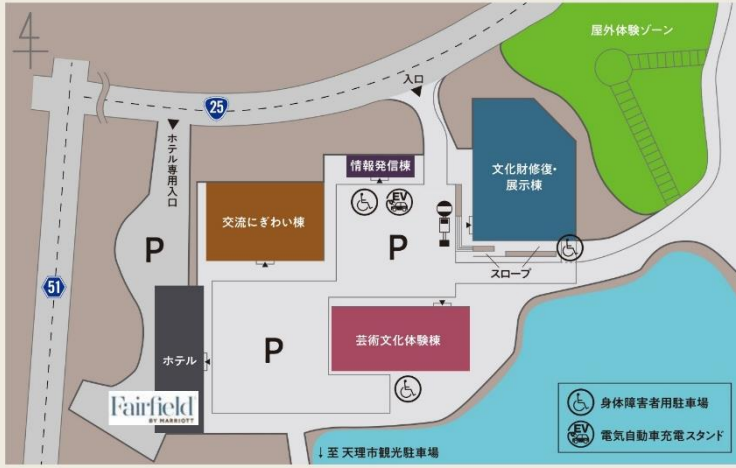 屋外体験ゾーン
入口
25
ホテル専用入口
情報発信棟
文化財修復・
展示棟
EV
交流にぎわい棟
P
P
スロープ
51
芸術文化体験棟
P
ホテル
Fairfield
BY MARRIOTT
身体障害者用駐車場
EV
電気自動車充電スタンド
↓至 天理市観光駐車場